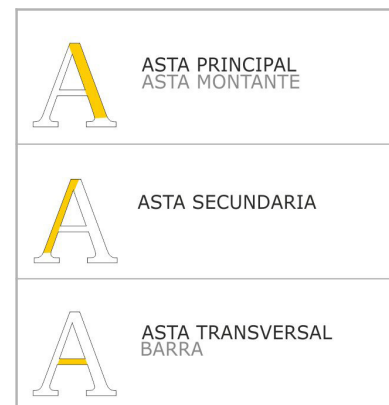 ASTA PRINCIPAL
ASTA MONTANTE
ASTA SECUNDARIA
ASTA TRANSVERSAL
BARRA